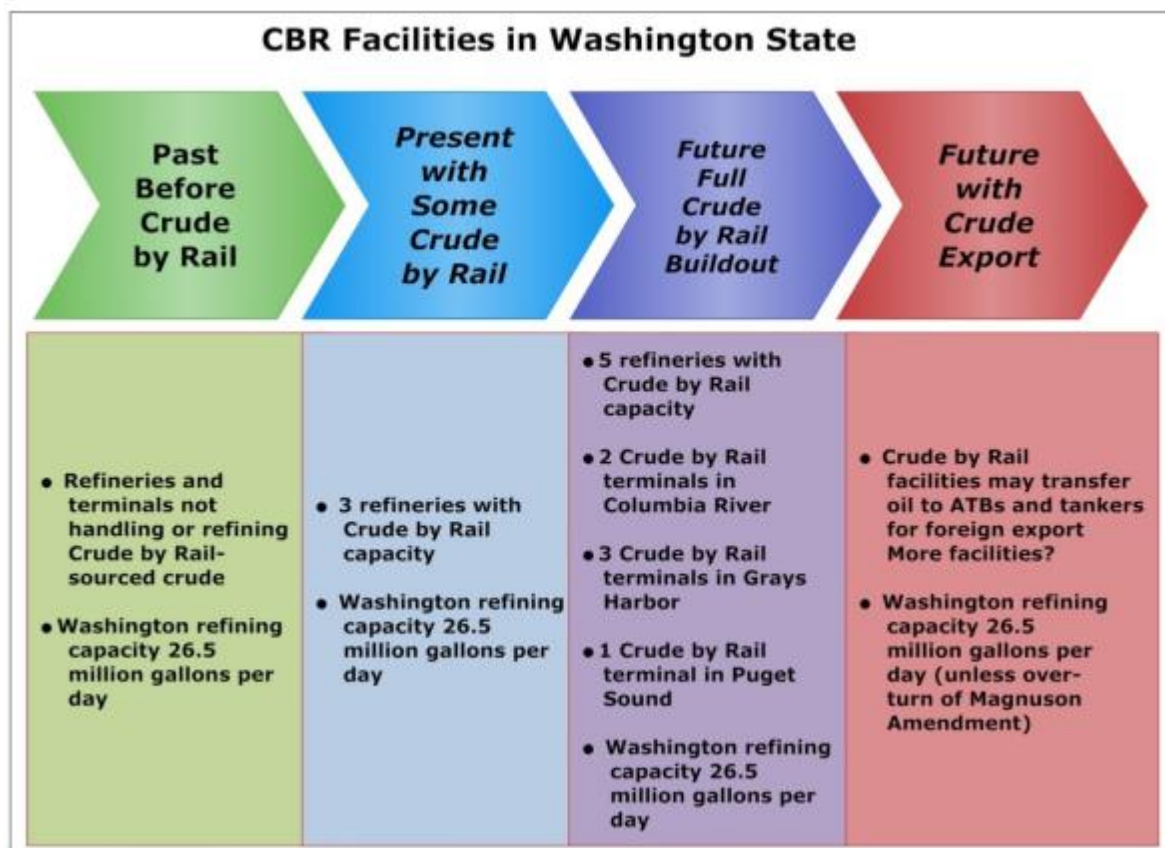 CBR Facilities in Washington State
Past
Before
Crude
by Rail
Present
with
Some
Crude
by Rail
Future
Full
Crude
by Rail
Buildout
Future
with
Crude
Export
● Refineries and
terminals not
handling or refining
Crude by Rail-
sourced crude
● Washington refining
capacity 26.5
million gallons per
day
● 3 refineries with
Crude by Rail
capacity
● Washington refining
capacity 26.5
million gallons per
day
● 5 refineries with
Crude by Rail
capacity
● 2 Crude by Rail
terminals in
Columbia River
● 3 Crude by Rail
terminals in Grays
Harbor
● 1 Crude by Rail
terminal in Puget
Sound
● Washington refining
capacity 26.5
million gallons per
day
● Crude by Rail
facilities may transfer
oil to ATBs and tankers
for foreign export
More facilities?
● Washington refining
capacity 26.5
million gallons per
day (unless over-
turn of Magnuson
Amendment)